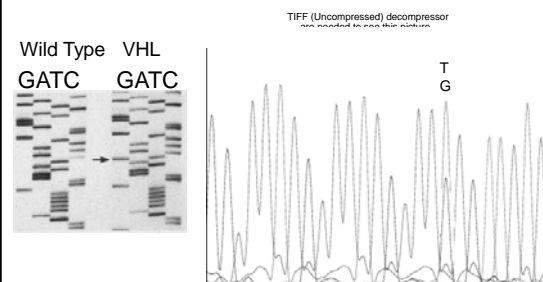 TIFF (Uncompressed) decompressor
are needed to see this picture
Wild Type VHL
GATC GATC
T
G